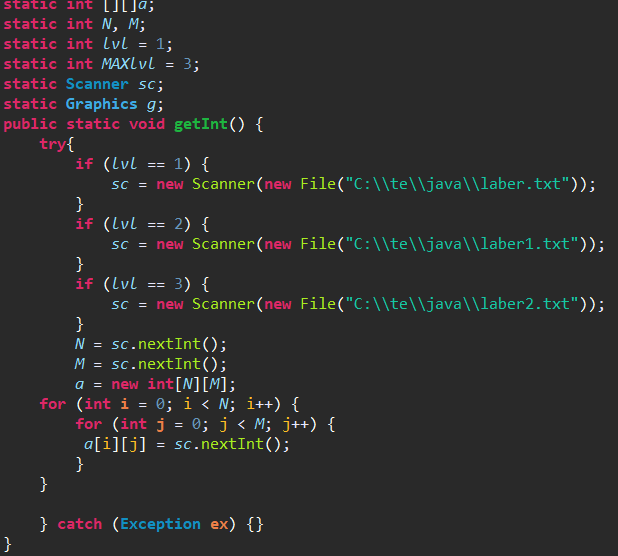 static int [][]a;
static int N, M;
static int lvl = 1;
static int MAXlvl = 3;
static Scanner sc;
static Graphics g;
public static void getInt() {
    try{
        if (lvl == 1) {
            sc = new Scanner(new File("C:\\te\\java\\laber.txt"));
        }
        if (lvl == 2) {
            sc = new Scanner(new File("C:\\te\\java\\laber1.txt"));
        }
        if (lvl == 3) {
            sc = new Scanner(new File("C:\\te\\java\\laber2.txt"));
        }
        N = sc.nextInt();
        M = sc.nextInt();
        a = new int[N][M];
    for (int i = 0; i < N; i++) {
        for (int j = 0; j < M; j++) {
         a[i][j] = sc.nextInt();
        }
    }

    } catch (Exception ex) {}
}